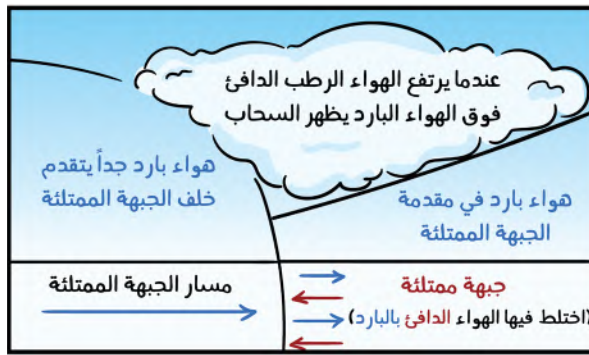 عندما يرتفع الهواء الرطب الدافئ
فوق الهواء البارد يظهر السحاب
هواء بارد جداً يتقدم
خلف الجبهة الممتلئة
هواء بارد في مقدمة
الجبهة الممتلئة
جبهة ممتلئة
(اختلط فيها الهواء الدافئ بالبارد)
مسار الجبهة الممتلئة